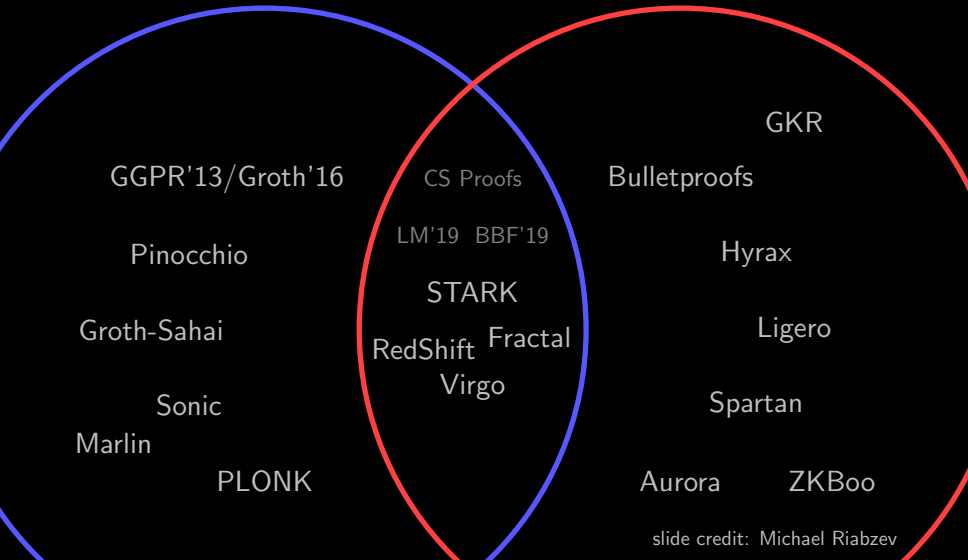 GKR
GGPR'13/Groth'16
CS Proofs
Bulletproofs
LM'19 BBF'19
Pinocchio
Hyrax
STARK
Groth-Sahai
RedShift
Fractal
Ligero
Virgo
Sonic
Spartan
Marlin
PLONK
Aurora
ZKBoo
slide credit: Michael Riabzev